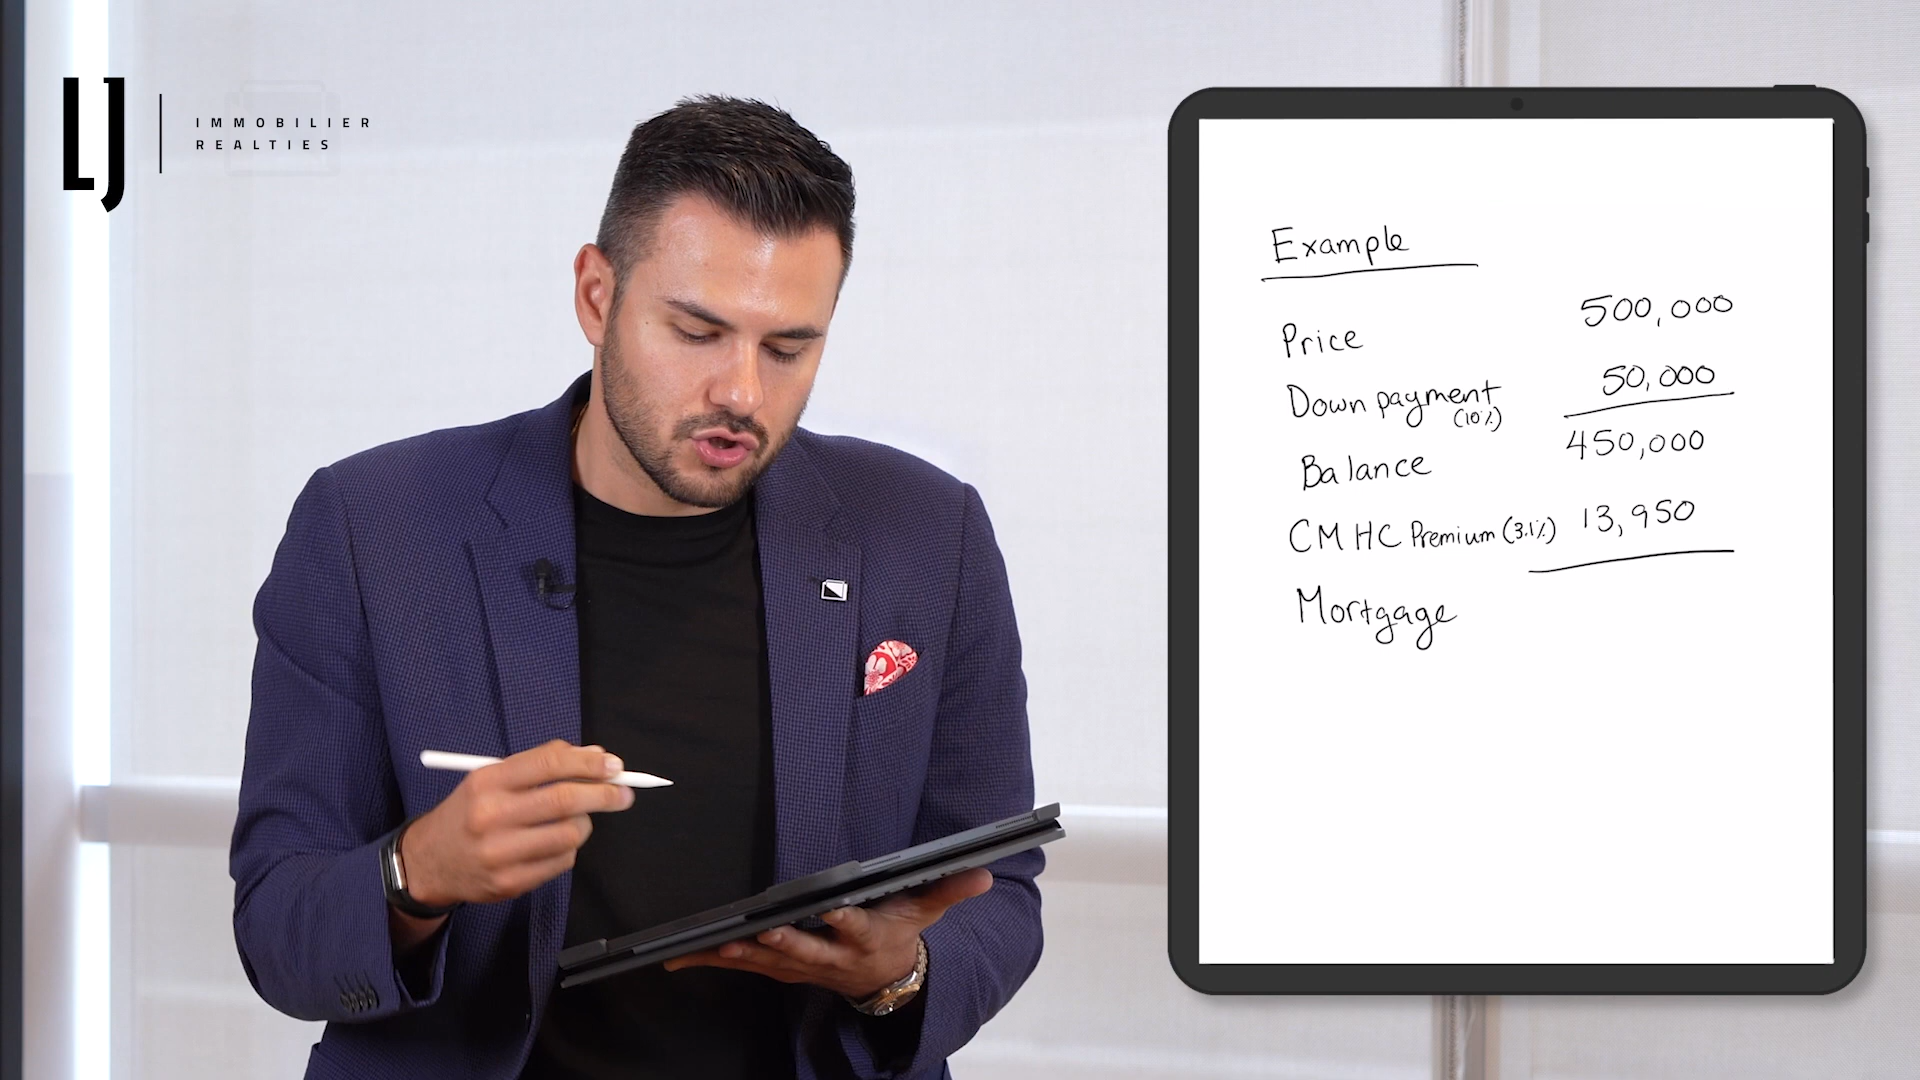 LJ
IMMOBILIER
REALTIES
Example
Price 500,000
Down payment 50,000
(10%)
Balance 450,000
CMHC Premium (3.1%) 13,950
Mortgage